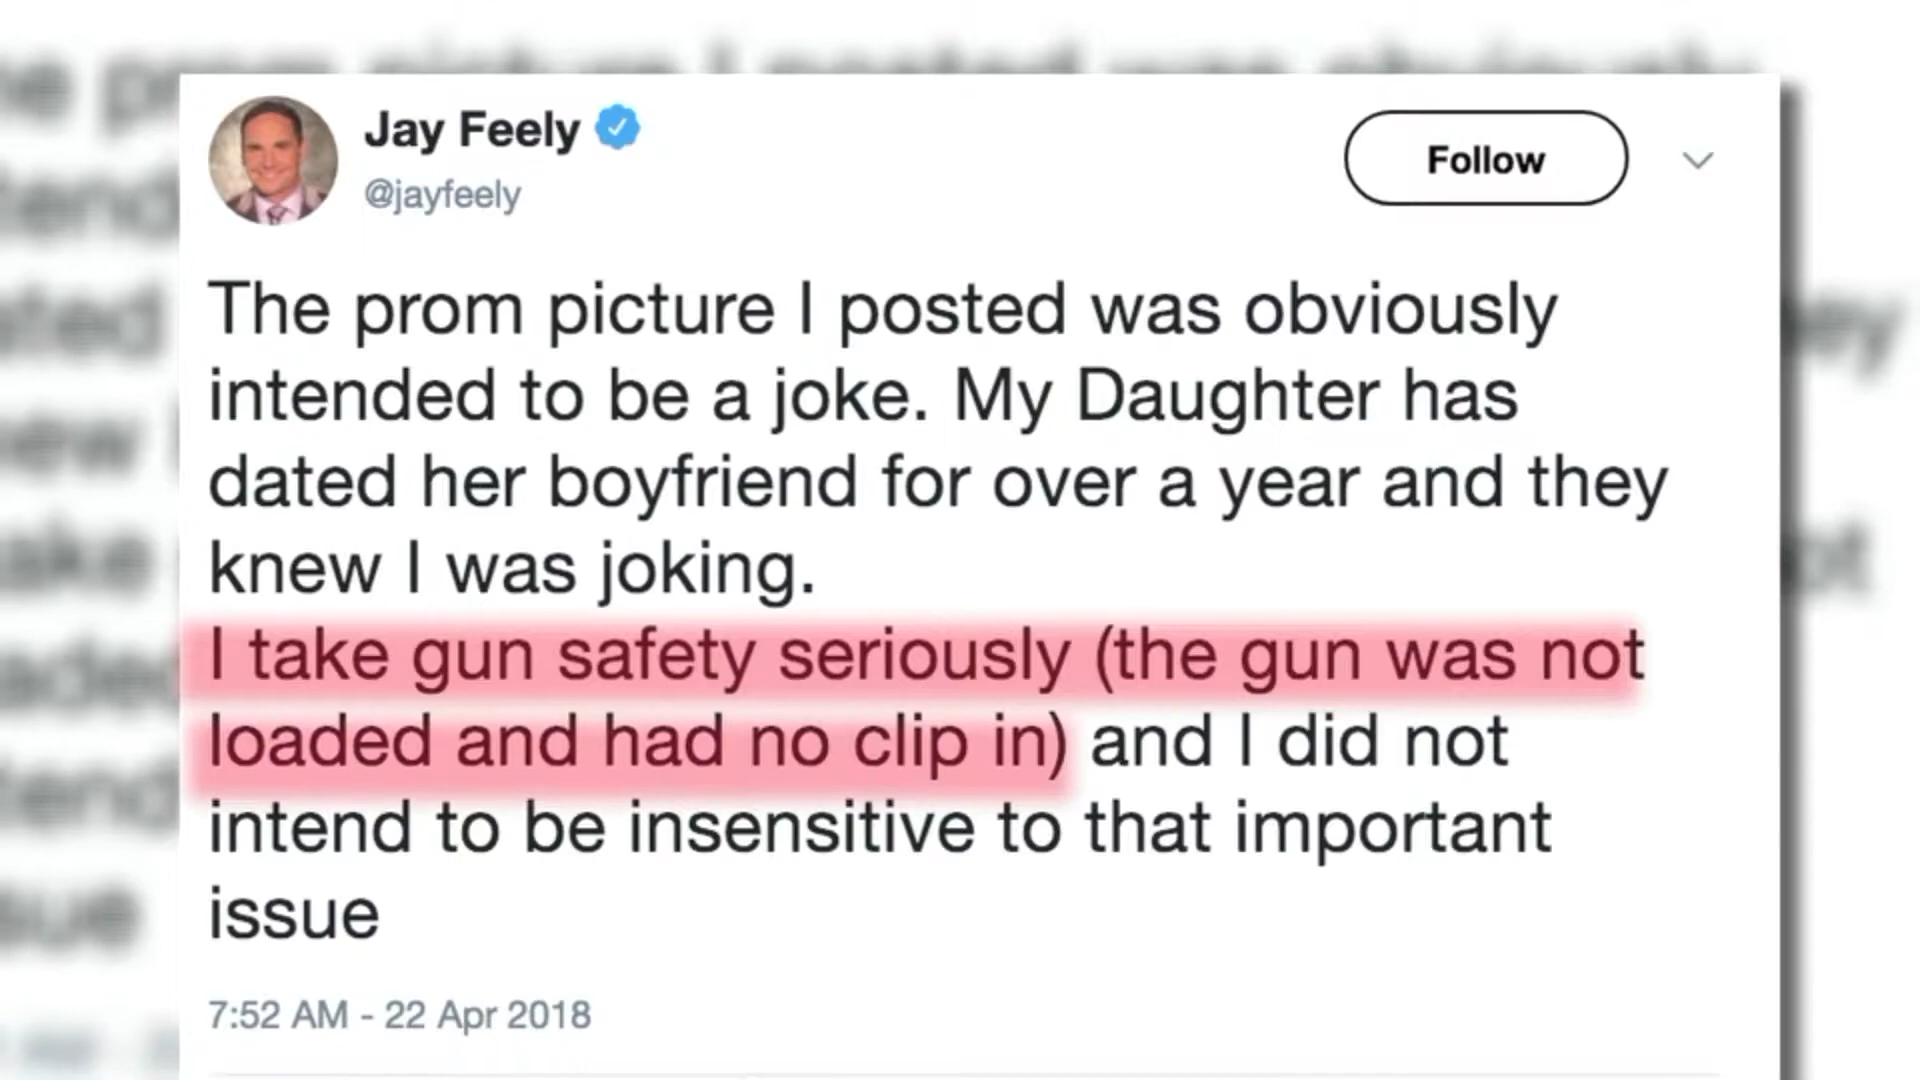 Jay Feely
@jayfeely
Follow
The prom picture I posted was obviously
intended to be a joke. My Daughter has
dated her boyfriend for over a year and they
knew I was joking.
I take gun safety seriously (the gun was not
loaded and had no clip in) and I did not
intend to be insensitive to that important
issue
7:52 AM - 22 Apr 2018